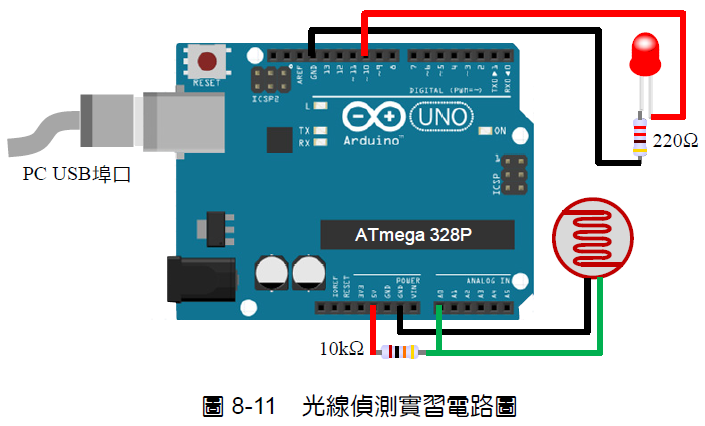 AREF
GND
13
12
~11
~10
~9
8
7
~6
~5
4
~3
2
TX0▶1
RX0◀0
RESET
ICSP2
DIGITAL (PWM=~)
L
TX
RX
UNO
Arduino™
ON
ICSP
220Ω
PC USB埠口
ATmega 328P
POWER
ANALOG IN
IOREF
RESET
3V3
5V
GND
GND
VIN
A0
A1
A2
A3
A4
A5
10kΩ
圖 8-11 光線偵測實習電路圖